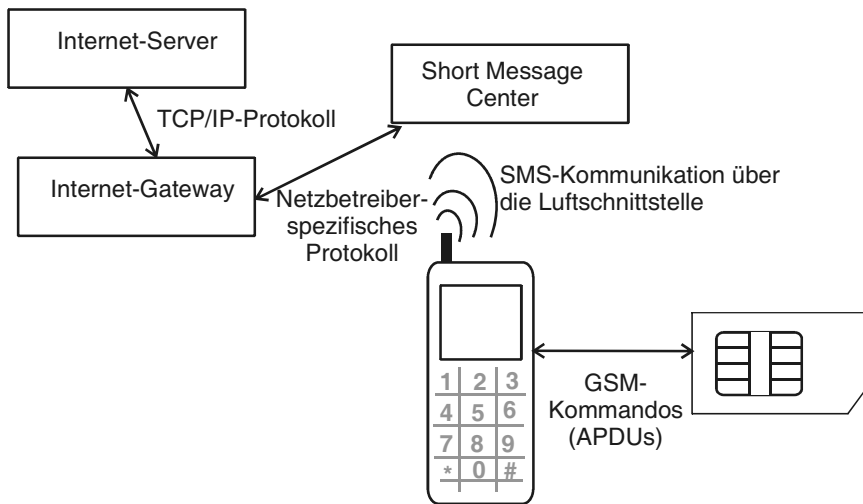 Internet-Server
Short Message
Center
TCP/IP-Protokoll
Internet-Gateway
SMS-Kommunikation über
die Luftschnittstelle
Netzbetreiber-
spezifisches
Protokoll
1 2 3
4 5 6
7 8 9
* 0 #
GSM-
Kommandos
(APDUs)